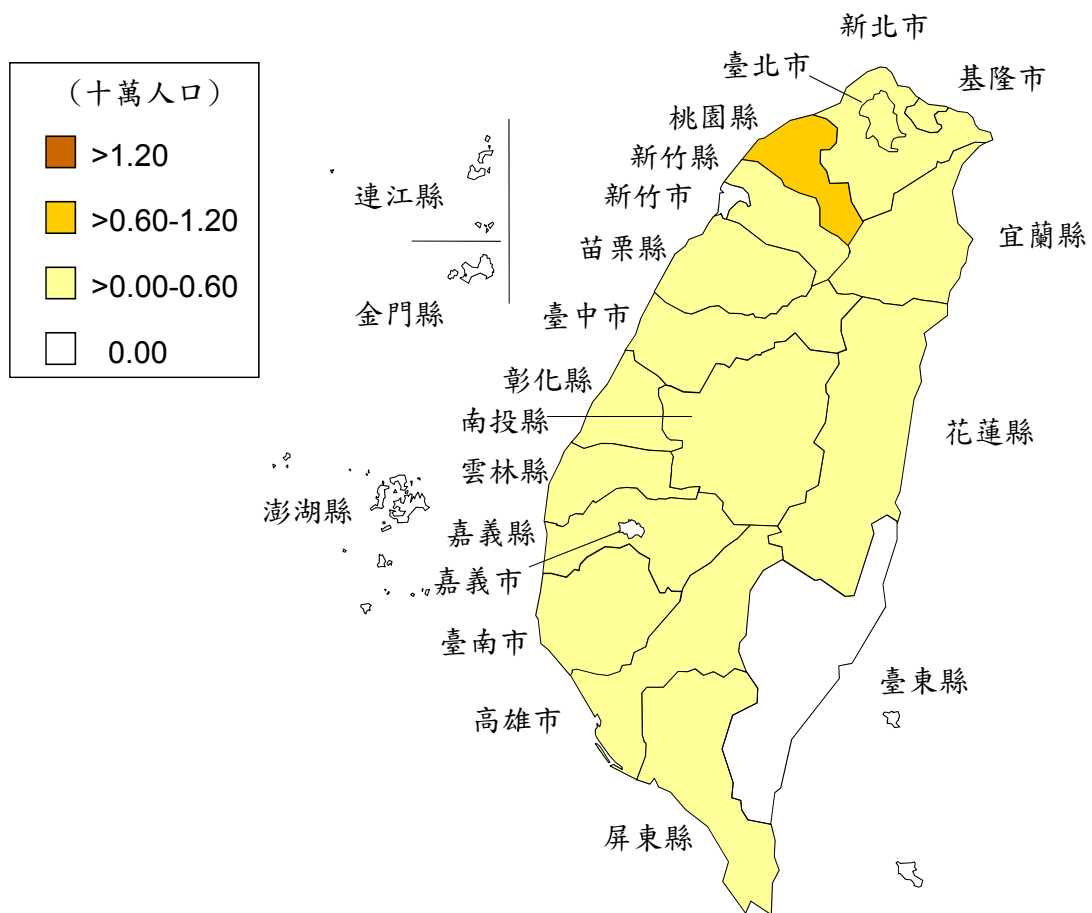 (十萬人口)
>1.20
>0.60-1.20
>0.00-0.60
0.00
新北市
臺北市
基隆市
桃園縣
新竹縣
新竹市
連江縣
苗栗縣
宜蘭縣
金門縣
臺中市
彰化縣
南投縣
花蓮縣
雲林縣
澎湖縣
嘉義縣
嘉義市
臺南市
臺東縣
高雄市
屏東縣